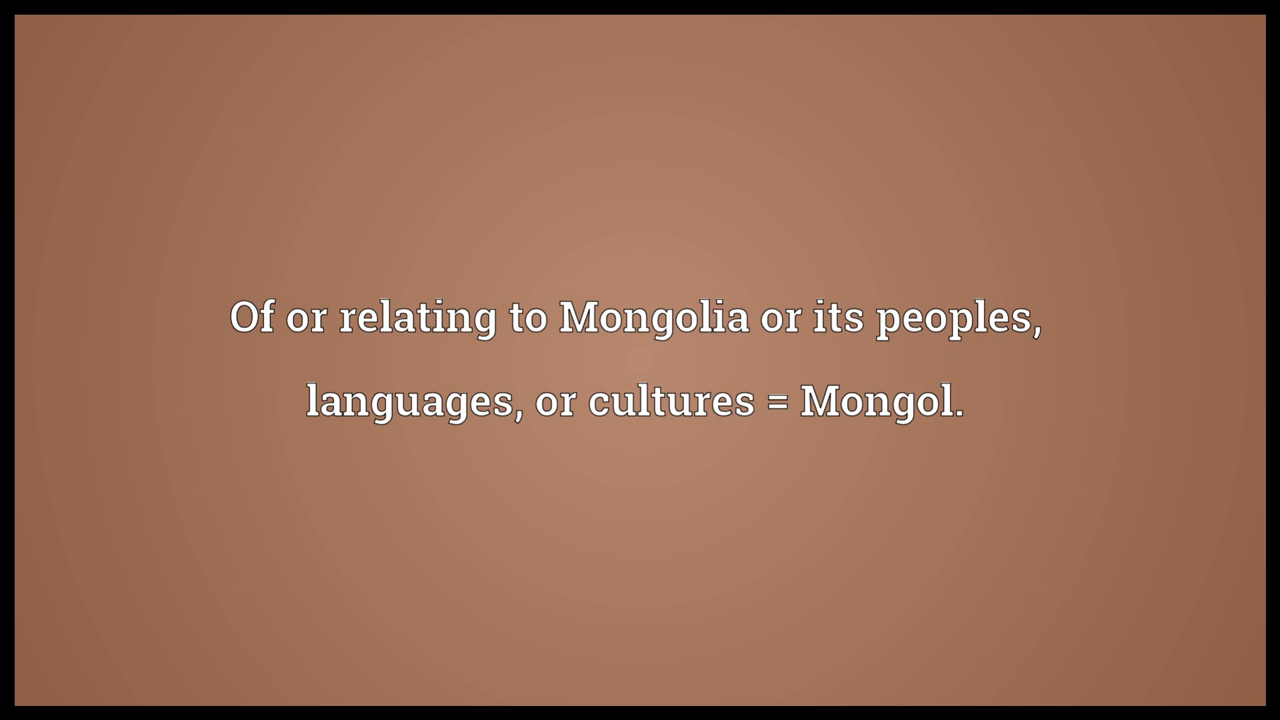 Of or relating to Mongolia or its peoples,
languages, or cultures = Mongol.